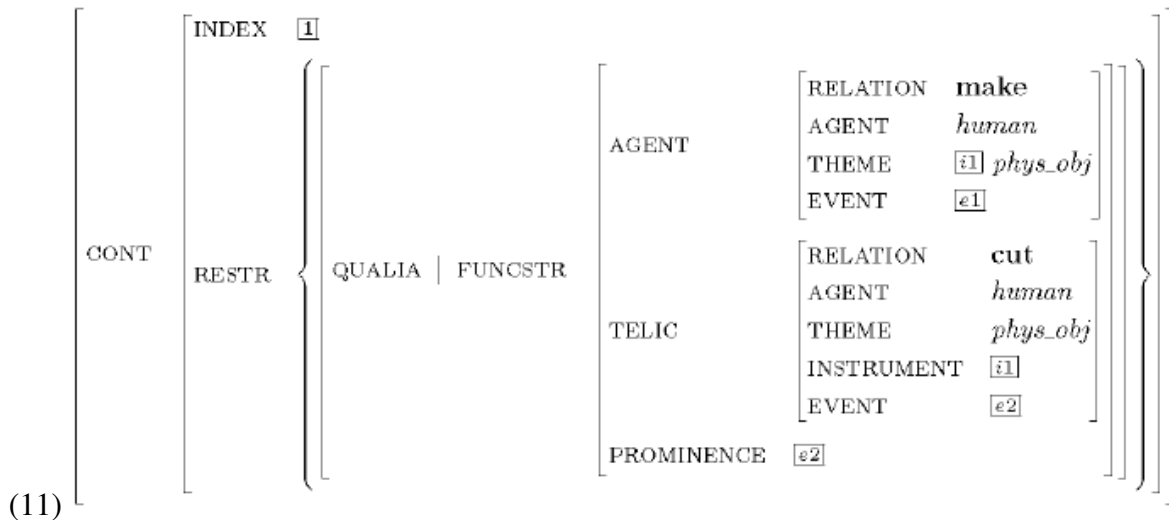 INDEX 1
RELATION make
AGENT human
AGENT THEME i1 phys_obj
EVENT e1
CONT RESTR QUALIA | FUNCSTR
RELATION cut
AGENT human
TELIC THEME phys_obj
INSTRUMENT i1
EVENT e2
PROMINENCE e2
(11)